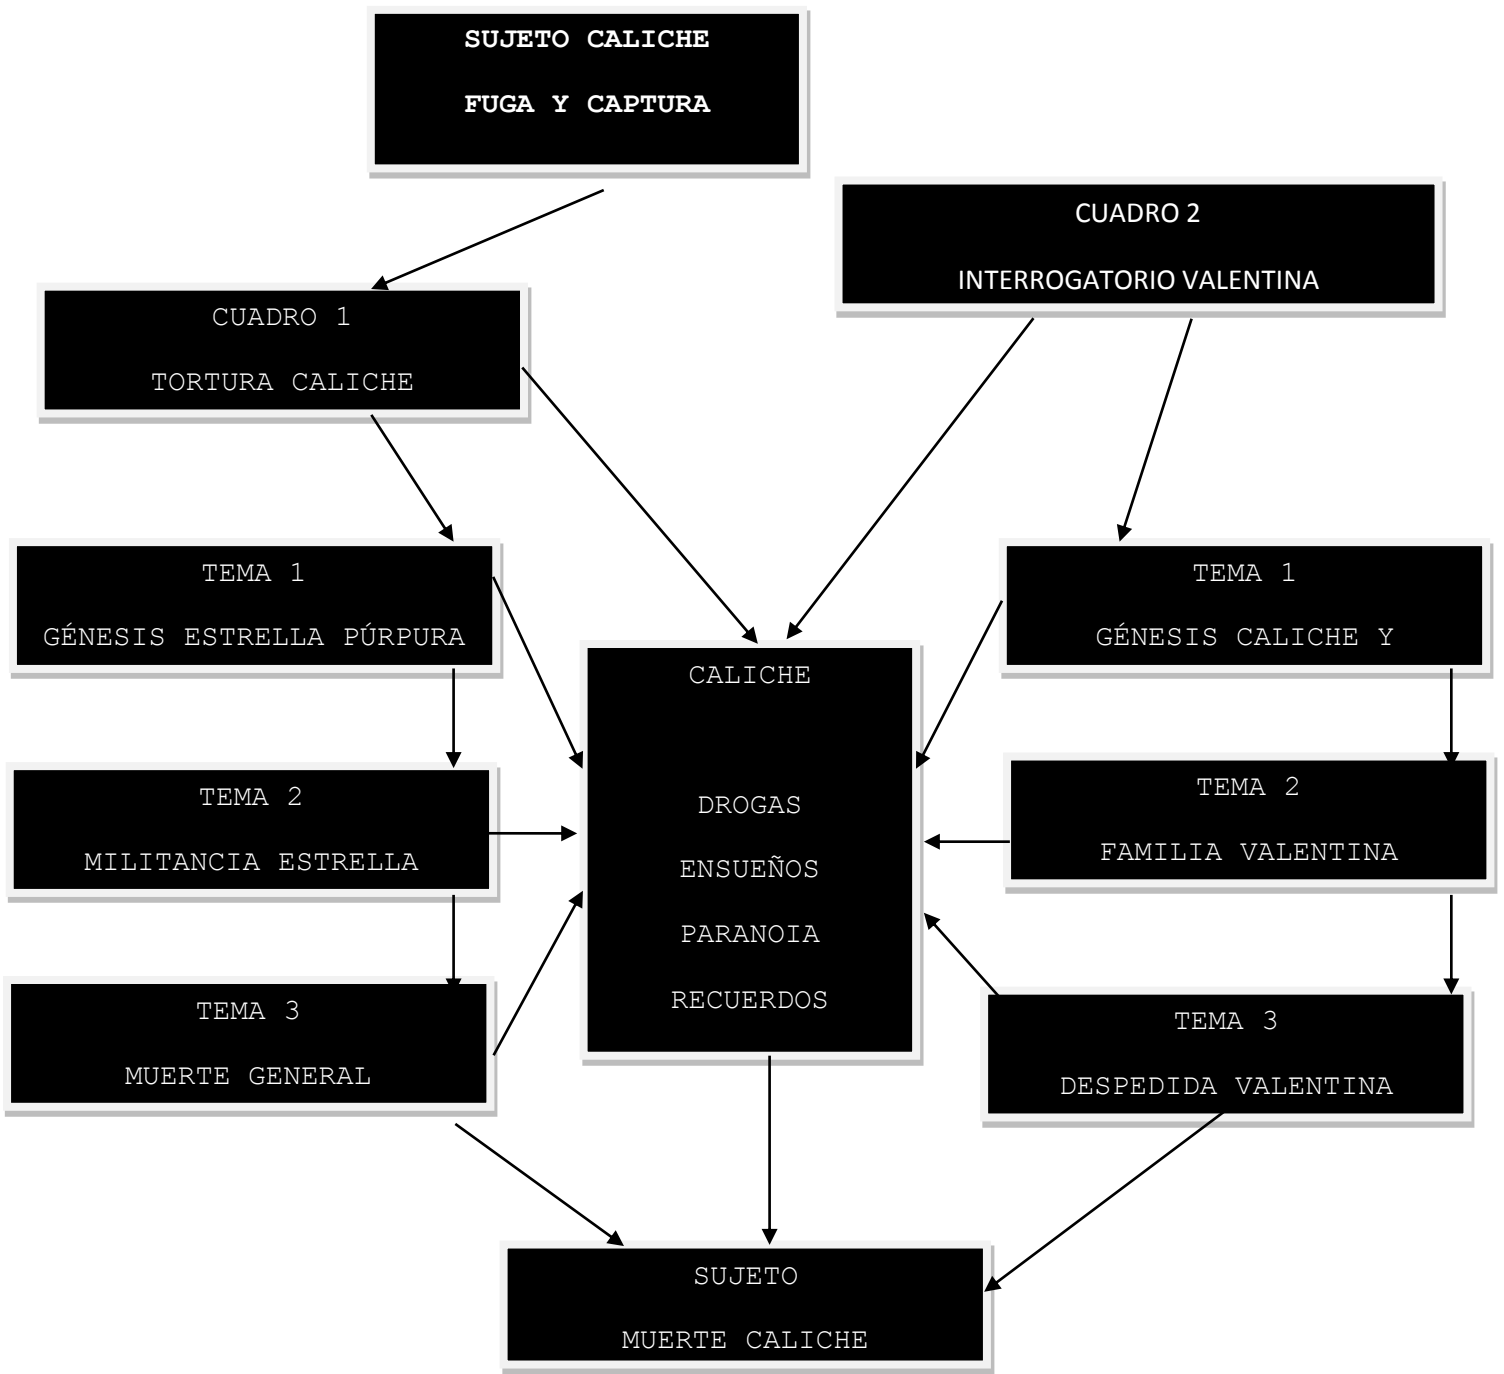 SUJETO CALICHE
FUGA Y CAPTURA
CUADRO 2
INTERROGATORIO VALENTINA
CUADRO 1
TORTURA CALICHE
TEMA 1
GÉNESIS ESTRELLA PÚRPURA
TEMA 1
GÉNESIS CALICHE Y
CALICHE
DROGAS
ENSUEÑOS
PARANOIA
RECUERDOS
TEMA 2
MILITANCIA ESTRELLA
TEMA 2
FAMILIA VALENTINA
TEMA 3
MUERTE GENERAL
TEMA 3
DESPEDIDA VALENTINA
SUJETO
MUERTE CALICHE